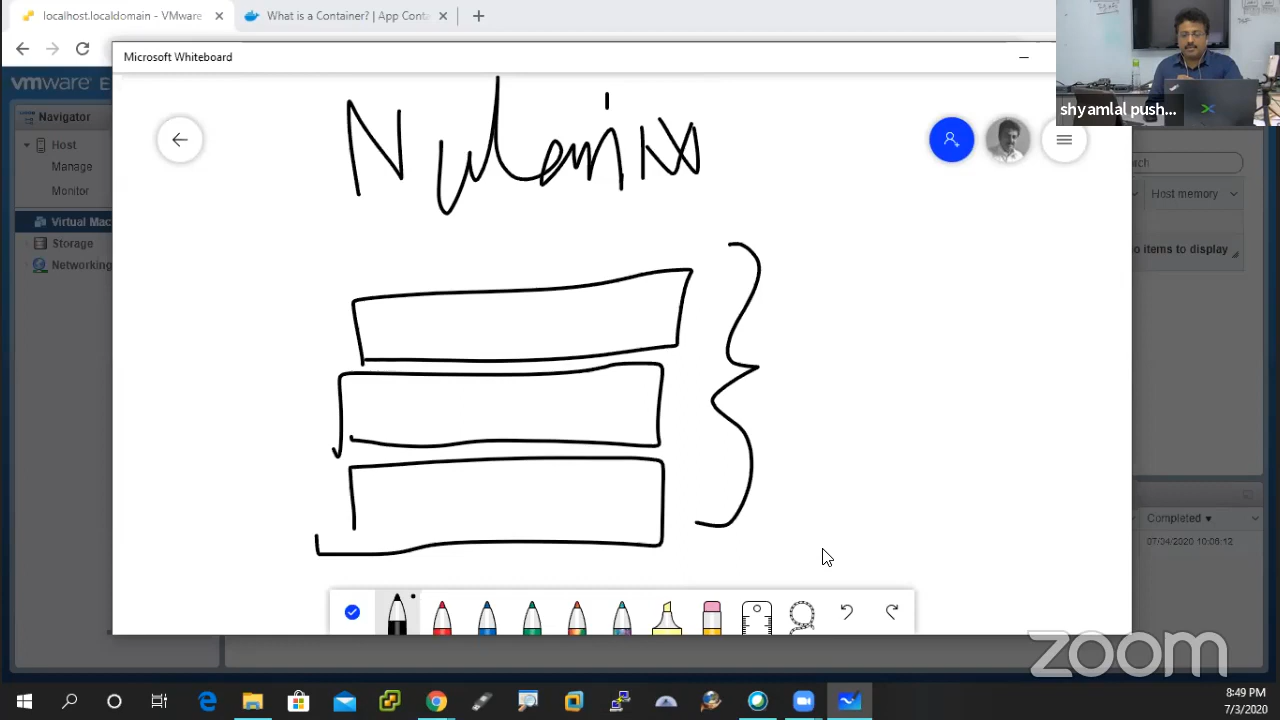 localhost.localdomain - VMware
What is a Container? | App Conta
Microsoft Whiteboard
shyamlal push...
vmware E
Navigator
Host
Manage
Monitor
Virtual Mac
Storage
Networking
Nutanix
Host memory
o items to display
Completed
07/04/2020 10:06:12
zoom
8:49 PM
7/3/2020